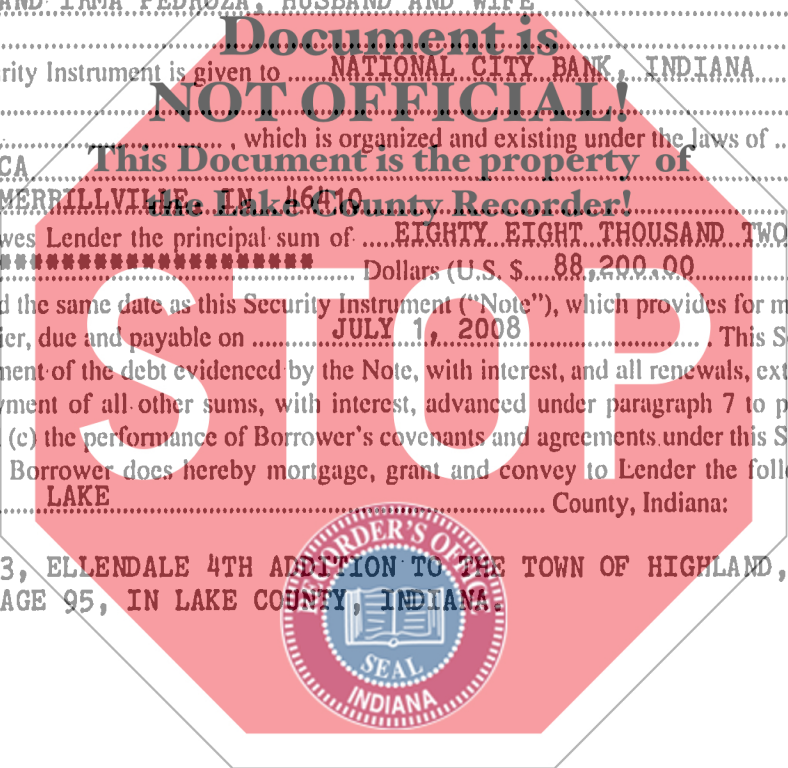 AND IRMA PEDROZA, HUSBAND AND WIFE
Document is
rity Instrument is given to NATIONAL CITY BANK, INDIANA
NOT OFFICIAL!
, which is organized and existing under the laws of
This Document is the property of
CA
the Lake County Recorder!
MERRILLVILLE, IN 46410
wes Lender the principal sum of EIGHTY EIGHT THOUSAND TWO
******************** Dollars (U.S. $ 88,200.00
d the same date as this Security Instrument ("Note"), which provides for m
ier, due and payable on JULY 1, 2008 . This S
ment of the debt evidenced by the Note, with interest, and all renewals, ext
yment of all other sums, with interest, advanced under paragraph 7 to p
(c) the performance of Borrower's covenants and agreements under this S
Borrower does hereby mortgage, grant and convey to Lender the foll
LAKE County, Indiana:
STOP
3, ELLENDALE 4TH ADDITION TO THE TOWN OF HIGHLAND,
AGE 95, IN LAKE COUNTY, INDIANA.
RECORDER'S OFFICE
SEAL
INDIANA